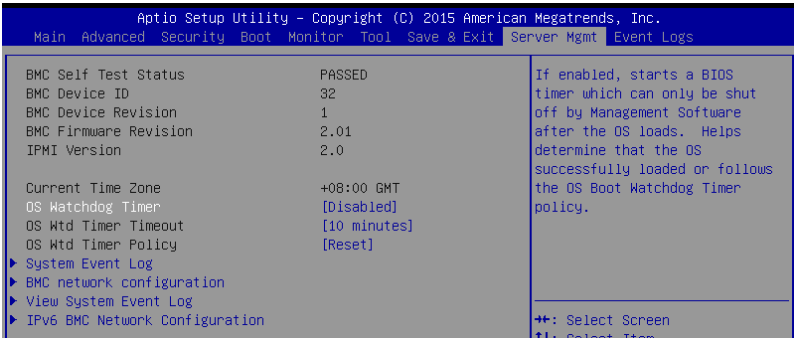 Aptio Setup Utility – Copyright (C) 2015 American Megatrends, Inc.
Main Advanced Security Boot Monitor Tool Save & Exit Server Mgmt Event Logs
BMC Self Test Status PASSED
BMC Device ID 32
BMC Device Revision 1
BMC Firmware Revision 2.01
IPMI Version 2.0
Current Time Zone +08:00 GMT
OS Watchdog Timer [Disabled]
OS Wtd Timer Timeout [10 minutes]
OS Wtd Timer Policy [Reset]
System Event Log
BMC network configuration
View System Event Log
IPv6 BMC Network Configuration
If enabled, starts a BIOS
timer which can only be shut
off by Management Software
after the OS loads. Helps
determine that the OS
successfully loaded or follows
the OS Boot Watchdog Timer
policy.
→←: Select Screen
↑↓: Select Item